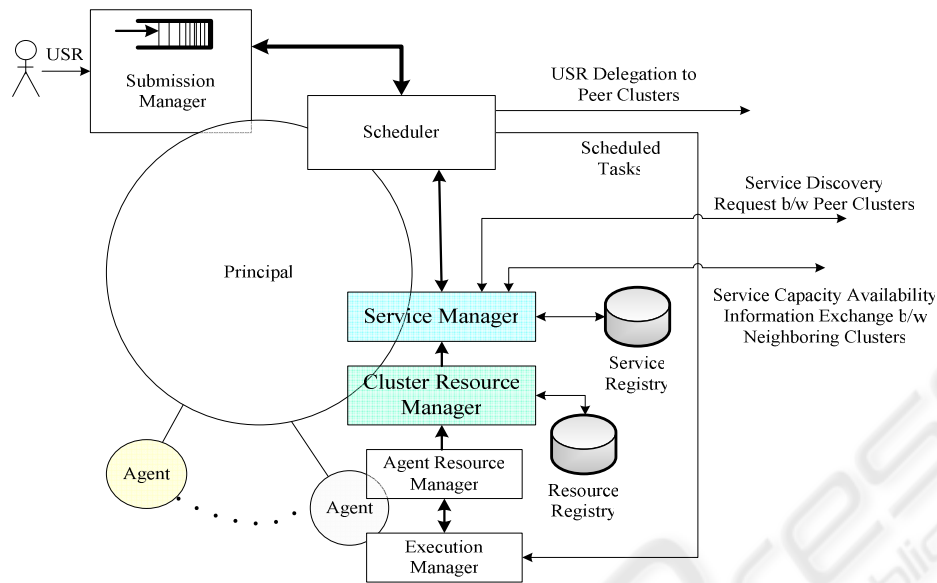 USR
Submission
Manager
Scheduler
USR Delegation to
Peer Clusters
Scheduled
Tasks
Service Discovery
Request b/w Peer Clusters
Principal
Service Manager
Service Capacity Availability
Information Exchange b/w
Neighboring Clusters
Service
Registry
Cluster Resource
Manager
Agent
Agent Resource
Manager
Resource
Registry
Agent
Execution
Manager